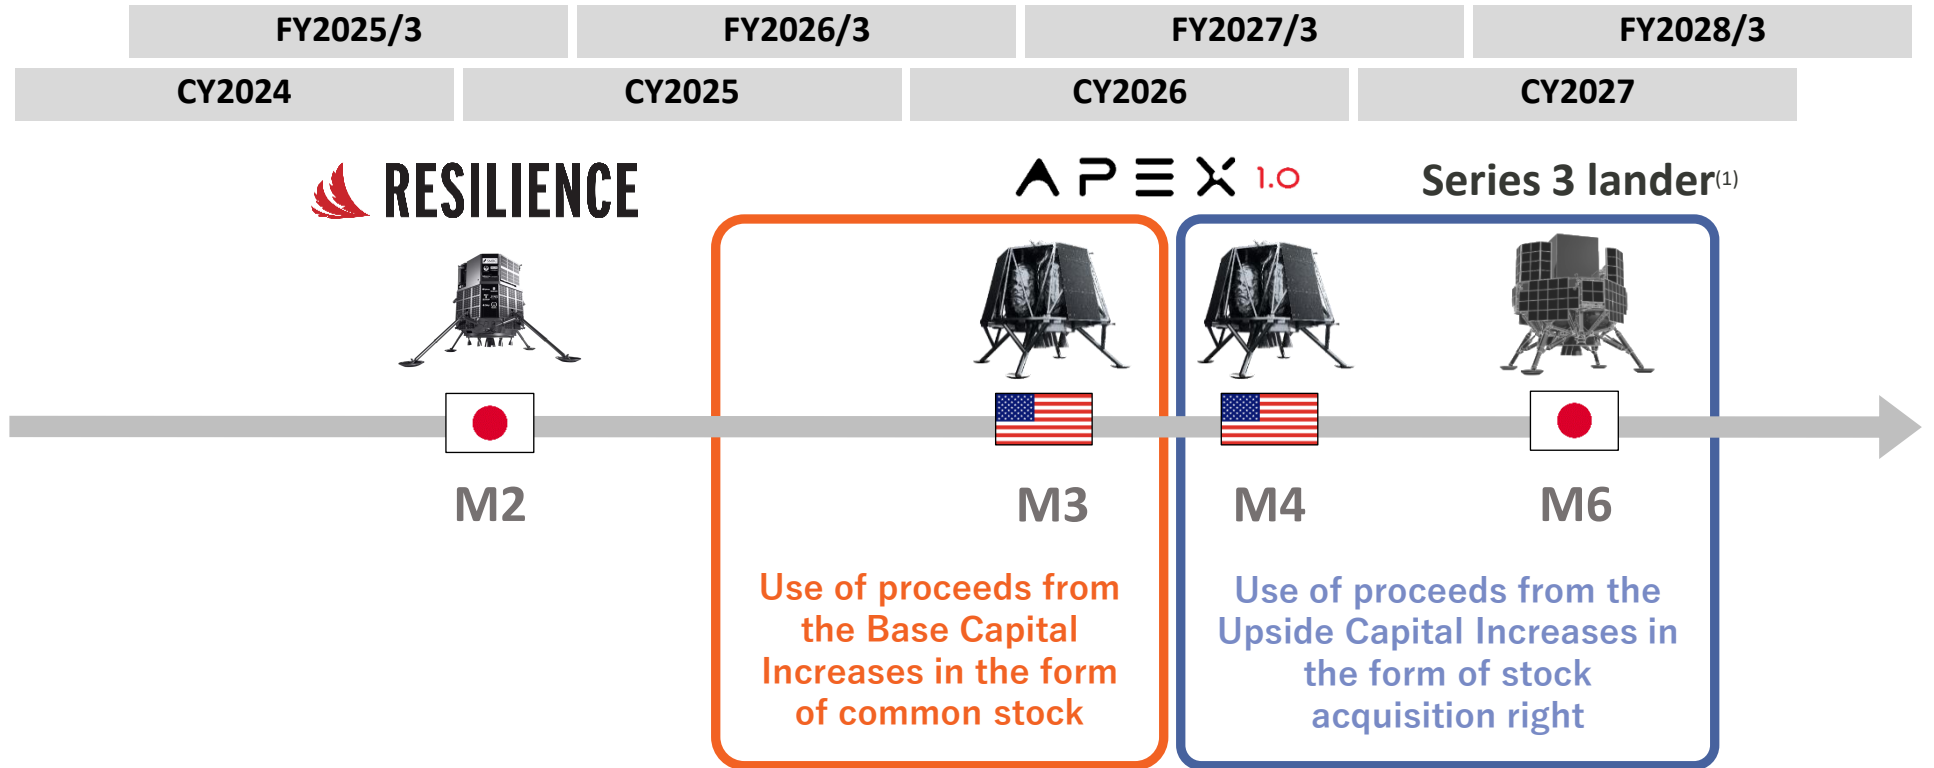 FY2025/3 FY2026/3 FY2027/3 FY2028/3
CY2024 CY2025 CY2026 CY2027
RESILIENCE
APEX 1.0
Series 3 lander(1)
M2 M3 M4 M6
Use of proceeds from
the Base Capital
Increases in the form
of common stock
Use of proceeds from the
Upside Capital Increases in
the form of stock
acquisition right